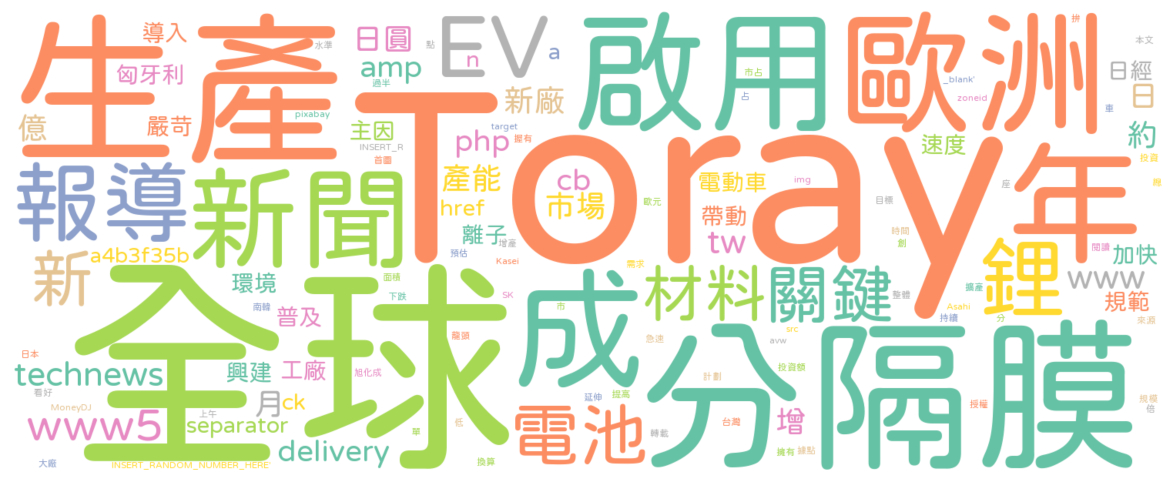 生產
Toray
啟用
歐洲
年
EV
導入
匈牙利
嚴苛
億
日圓
amp
n
a
新廠
主因
php
水準
點
過半
pixabay
INSERT_R
首圖
target
握有
市占
占
_blank'
zoneid
拼
本文
日經
日
約
車
投資
速度
報導
新聞
產能
href
cb
市場
電動車
img
帶動
tw
歐元
目標
座
時間
創
離子
增產
預估
Kasei
需求
a4b3f35b
新
環境
鋰
加快
www
規範
閱讀
擴產
全球
成分
隔膜
材料
關鍵
整體
Asahi
持續
分
來源
面積
下跌
南韓
SK
市
普及
日本
technews
興建
工廠
旭化成
龍頭
急速
src
avw
投資額
計劃
看好
MoneyDJ
月
ck
上午
www5
separator
delivery
單
低
延伸
提高
電池
增
台灣
授權
倍
轉虧
擁有
據點
大廠
INSERT_RANDOM_NUMBER_HERE
換算